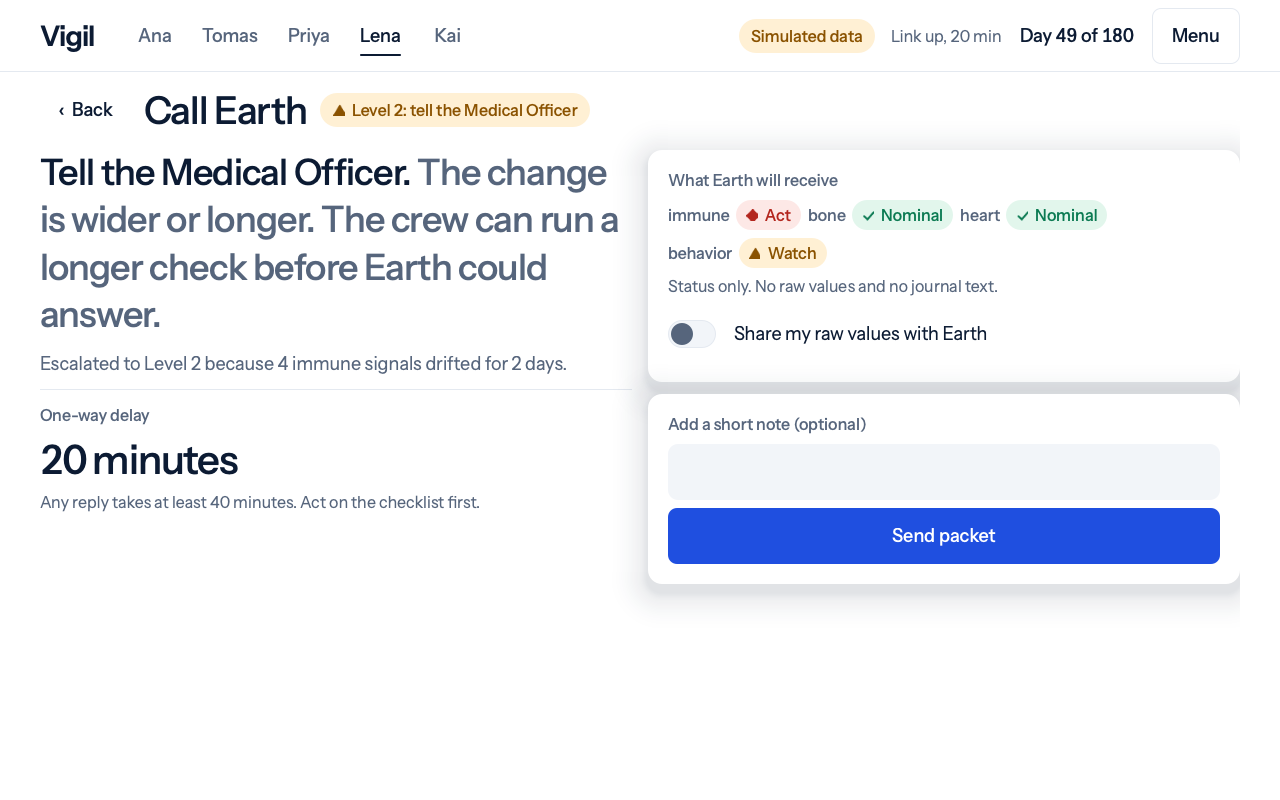 Vigil
Ana
Tomas
Priya
Lena
Kai
Simulated data
Link up, 20 min
Day 49 of 180
Menu
‹ Back
Call Earth
Level 2: tell the Medical Officer
Tell the Medical Officer. The change
is wider or longer. The crew can run a
longer check before Earth could
answer.
Escalated to Level 2 because 4 immune signals drifted for 2 days.
One-way delay
20 minutes
Any reply takes at least 40 minutes. Act on the checklist first.
What Earth will receive
immune Act bone Nominal heart Nominal
behavior Watch
Status only. No raw values and no journal text.
Share my raw values with Earth
Add a short note (optional)
Send packet